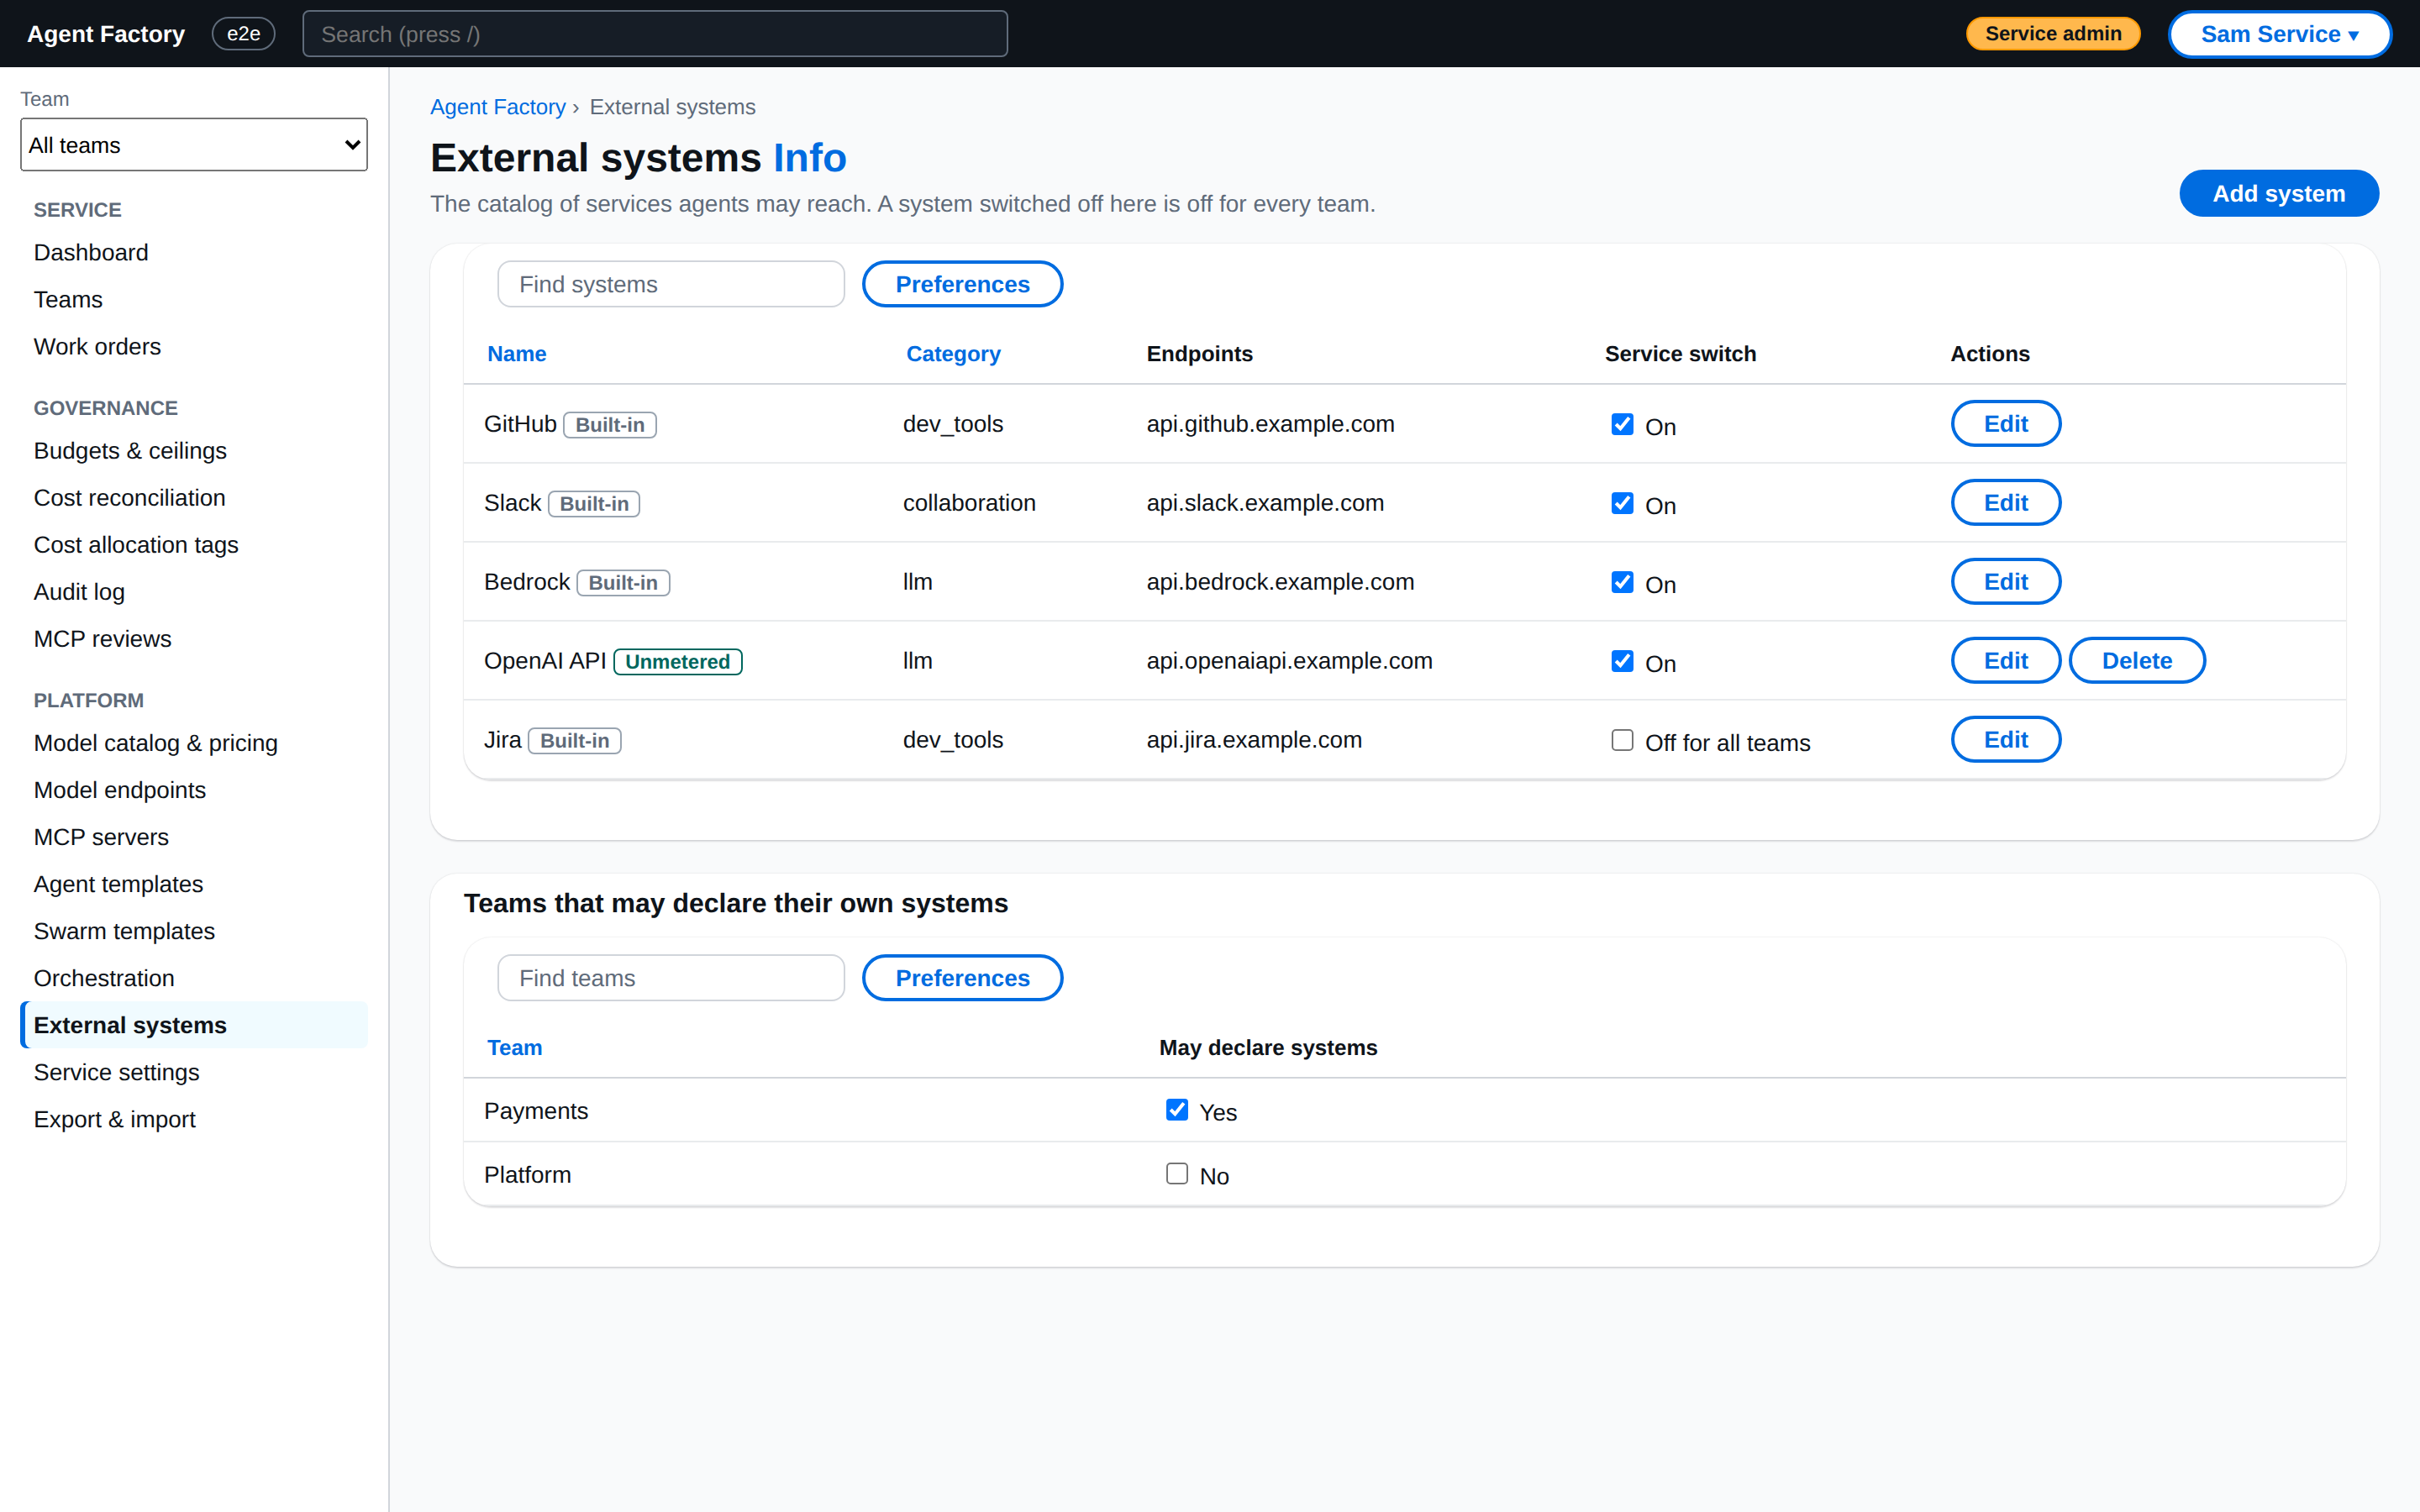 Agent Factory e2e Search (press /) Service admin Sam Service ▾
Team
All teams
SERVICE
Dashboard
Teams
Work orders
GOVERNANCE
Budgets & ceilings
Cost reconciliation
Cost allocation tags
Audit log
MCP reviews
PLATFORM
Model catalog & pricing
Model endpoints
MCP servers
Agent templates
Swarm templates
Orchestration
External systems
Service settings
Export & import
Agent Factory › External systems
External systems Info
The catalog of services agents may reach. A system switched off here is off for every team.
Add system
Find systems Preferences
Name Category Endpoints Service switch Actions
GitHub Built-in dev_tools api.github.example.com On Edit
Slack Built-in collaboration api.slack.example.com On Edit
Bedrock Built-in llm api.bedrock.example.com On Edit
OpenAI API Unmetered llm api.openaiapi.example.com On Edit Delete
Jira Built-in dev_tools api.jira.example.com Off for all teams Edit
Teams that may declare their own systems
Find teams Preferences
Team May declare systems
Payments Yes
Platform No